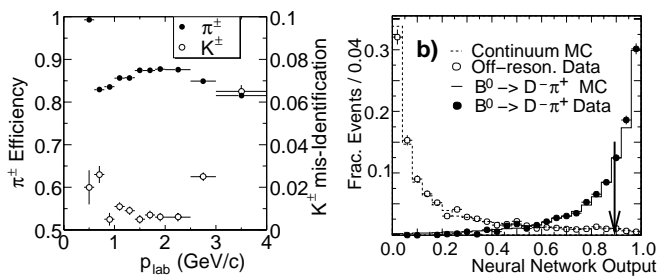 π± Efficiency
1
0.9
0.8
0.7
0.6
0.5
π±
K±
0 1 2 3 4
p_lab (GeV/c)
0.1
0.08
0.06
0.04
0.02
0
K± mis-Identification
Frac. Events / 0.04
0.3
0.2
0.1
b)
Continuum MC
Off-reson. Data
B⁰ -> D⁻π⁺ MC
B⁰ -> D⁻π⁺ Data
0.0 0.2 0.4 0.6 0.8 1.0
Neural Network Output